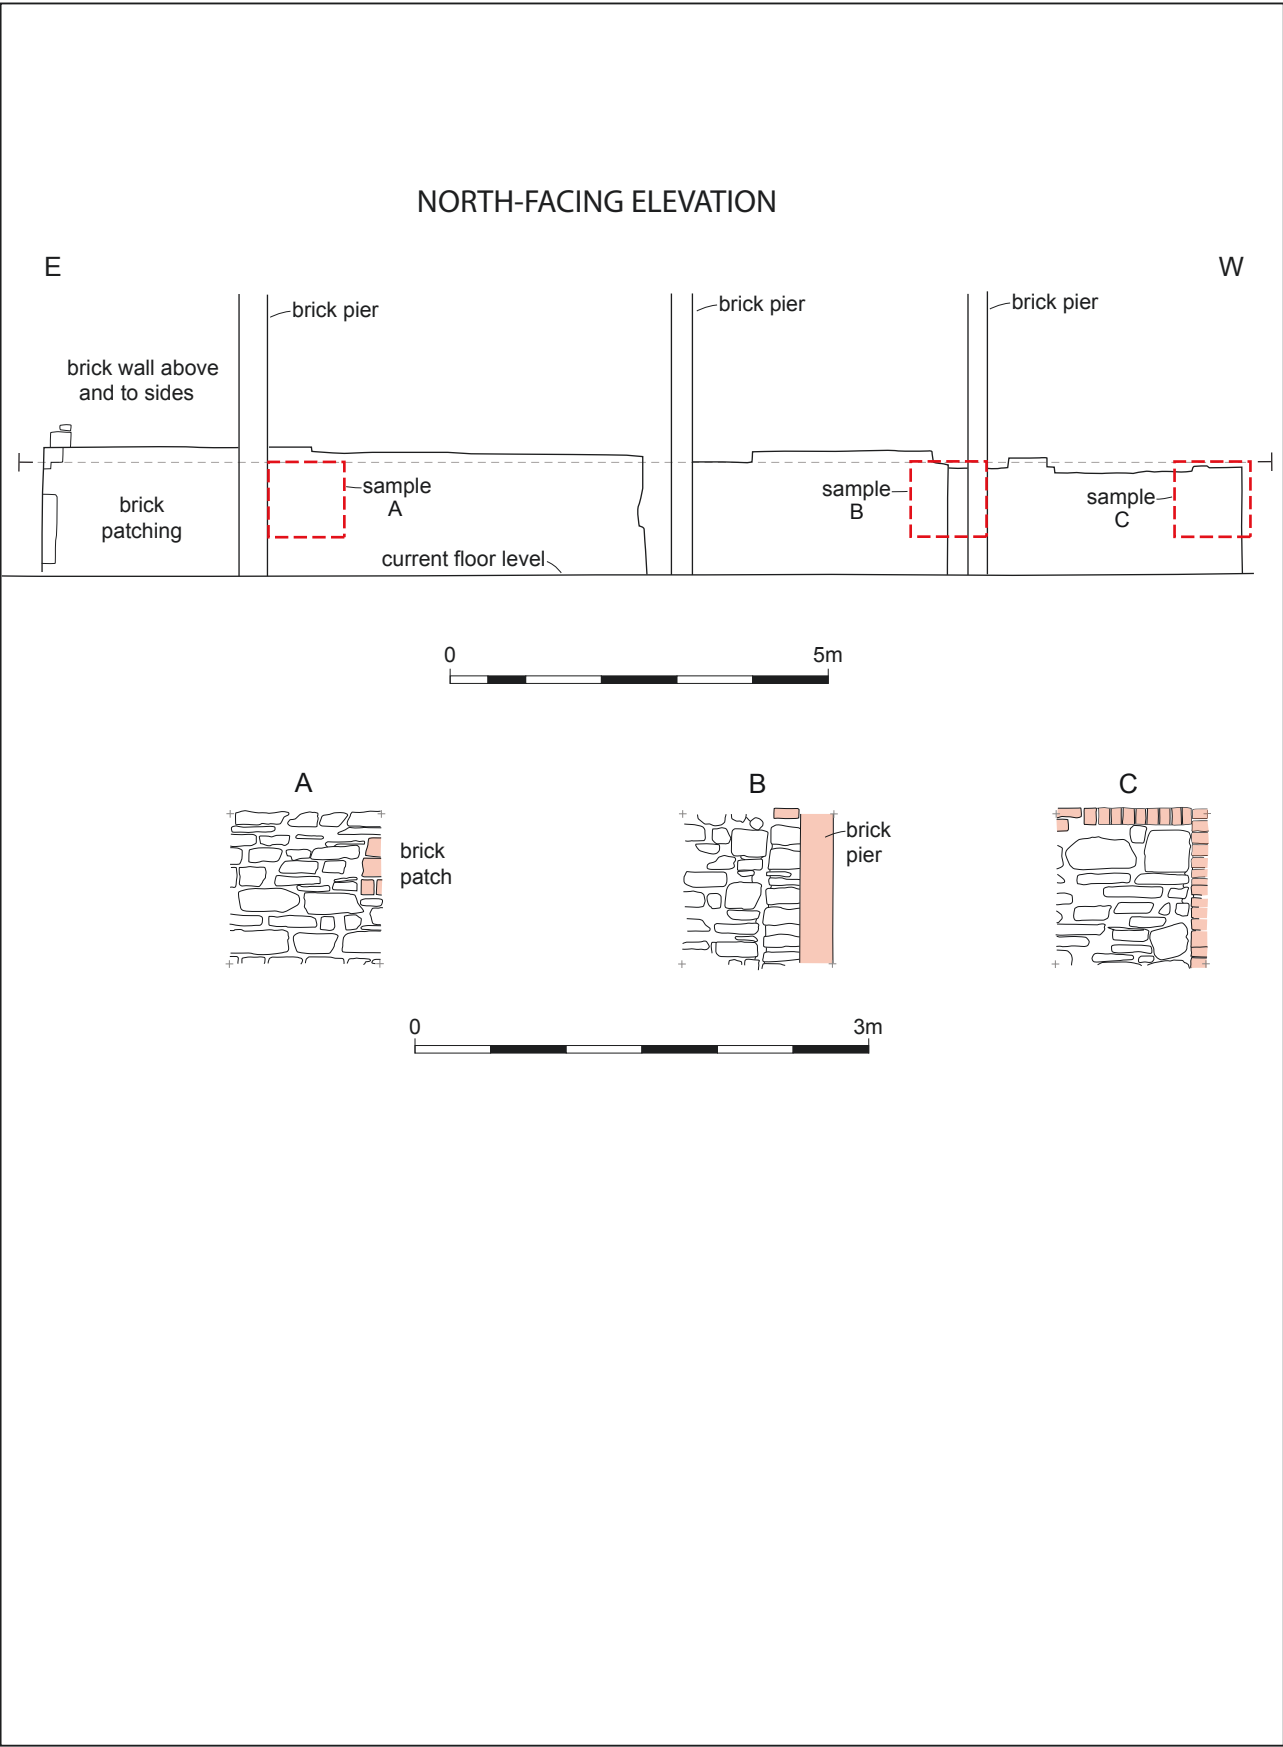 NORTH-FACING ELEVATION
E
W
brick pier
brick pier
brick pier
brick wall above
and to sides
brick
patching
sample
A
sample
B
sample
C
current floor level
0
5m
A
B
C
brick
patch
brick
pier
0
3m